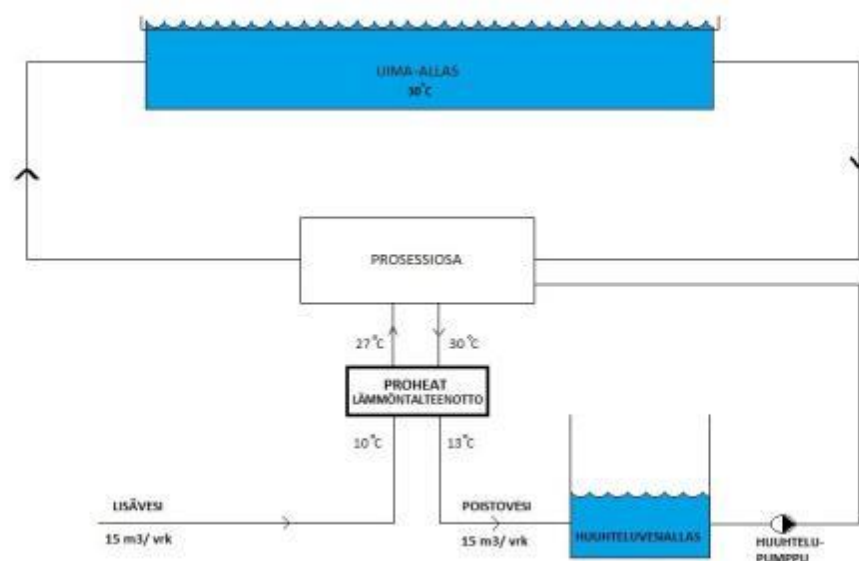 UIMA-ALLAS
30°C
PROSESSIOSA
27°C
30°C
PROHEAT
LÄMMÖNTALTEENOTTO
10°C
13°C
LISÄVESI
15 m3/ vrk
POISTOVESI
15 m3/ vrk
HUUHTELUVESIALLAS
HUUHTELU-
PUMPPU